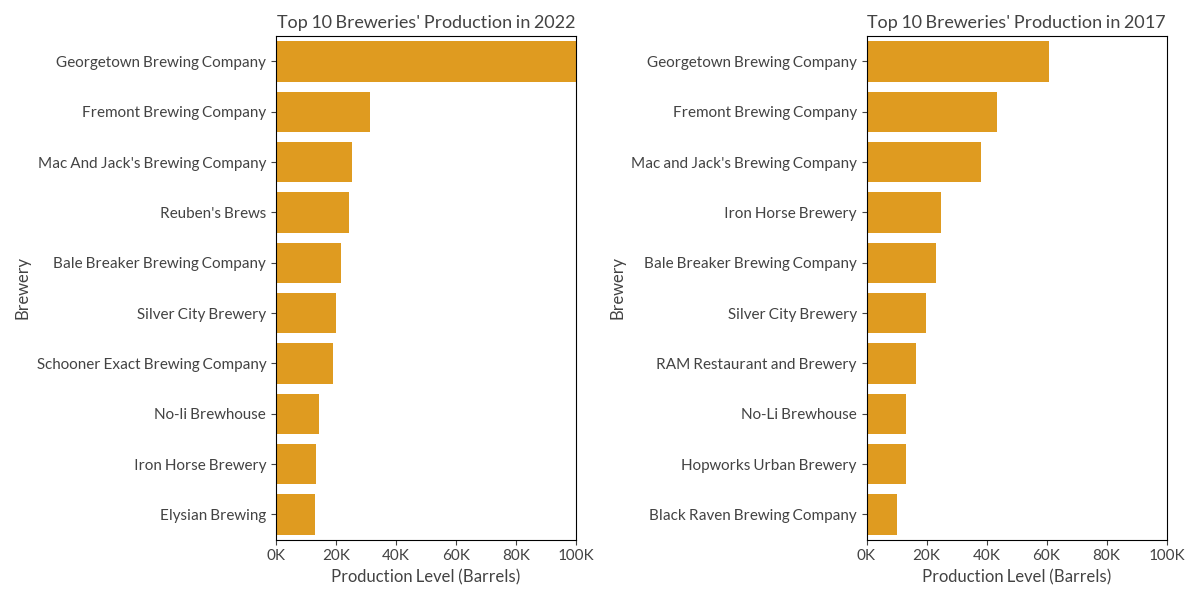 Top 10 Breweries' Production in 2022
Georgetown Brewing Company
Fremont Brewing Company
Mac And Jack's Brewing Company
Reuben's Brews
Bale Breaker Brewing Company
Silver City Brewery
Schooner Exact Brewing Company
No-li Brewhouse
Iron Horse Brewery
Elysian Brewing
Brewery
0K 20K 40K 60K 80K 100K
Production Level (Barrels)
Top 10 Breweries' Production in 2017
Georgetown Brewing Company
Fremont Brewing Company
Mac and Jack's Brewing Company
Iron Horse Brewery
Bale Breaker Brewing Company
Silver City Brewery
RAM Restaurant and Brewery
No-Li Brewhouse
Hopworks Urban Brewery
Black Raven Brewing Company
Brewery
0K 20K 40K 60K 80K 100K
Production Level (Barrels)